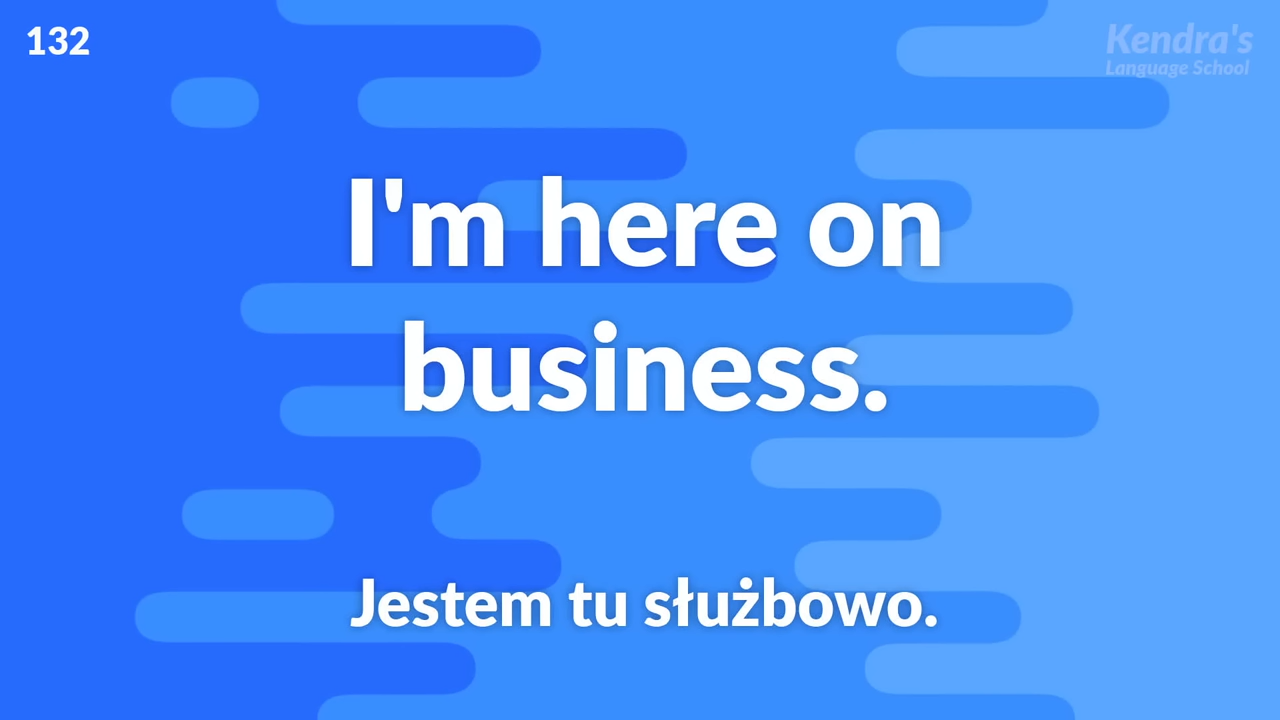 132
Kendra's
Language School
I'm here on
business.
Jestem tu służbowo.